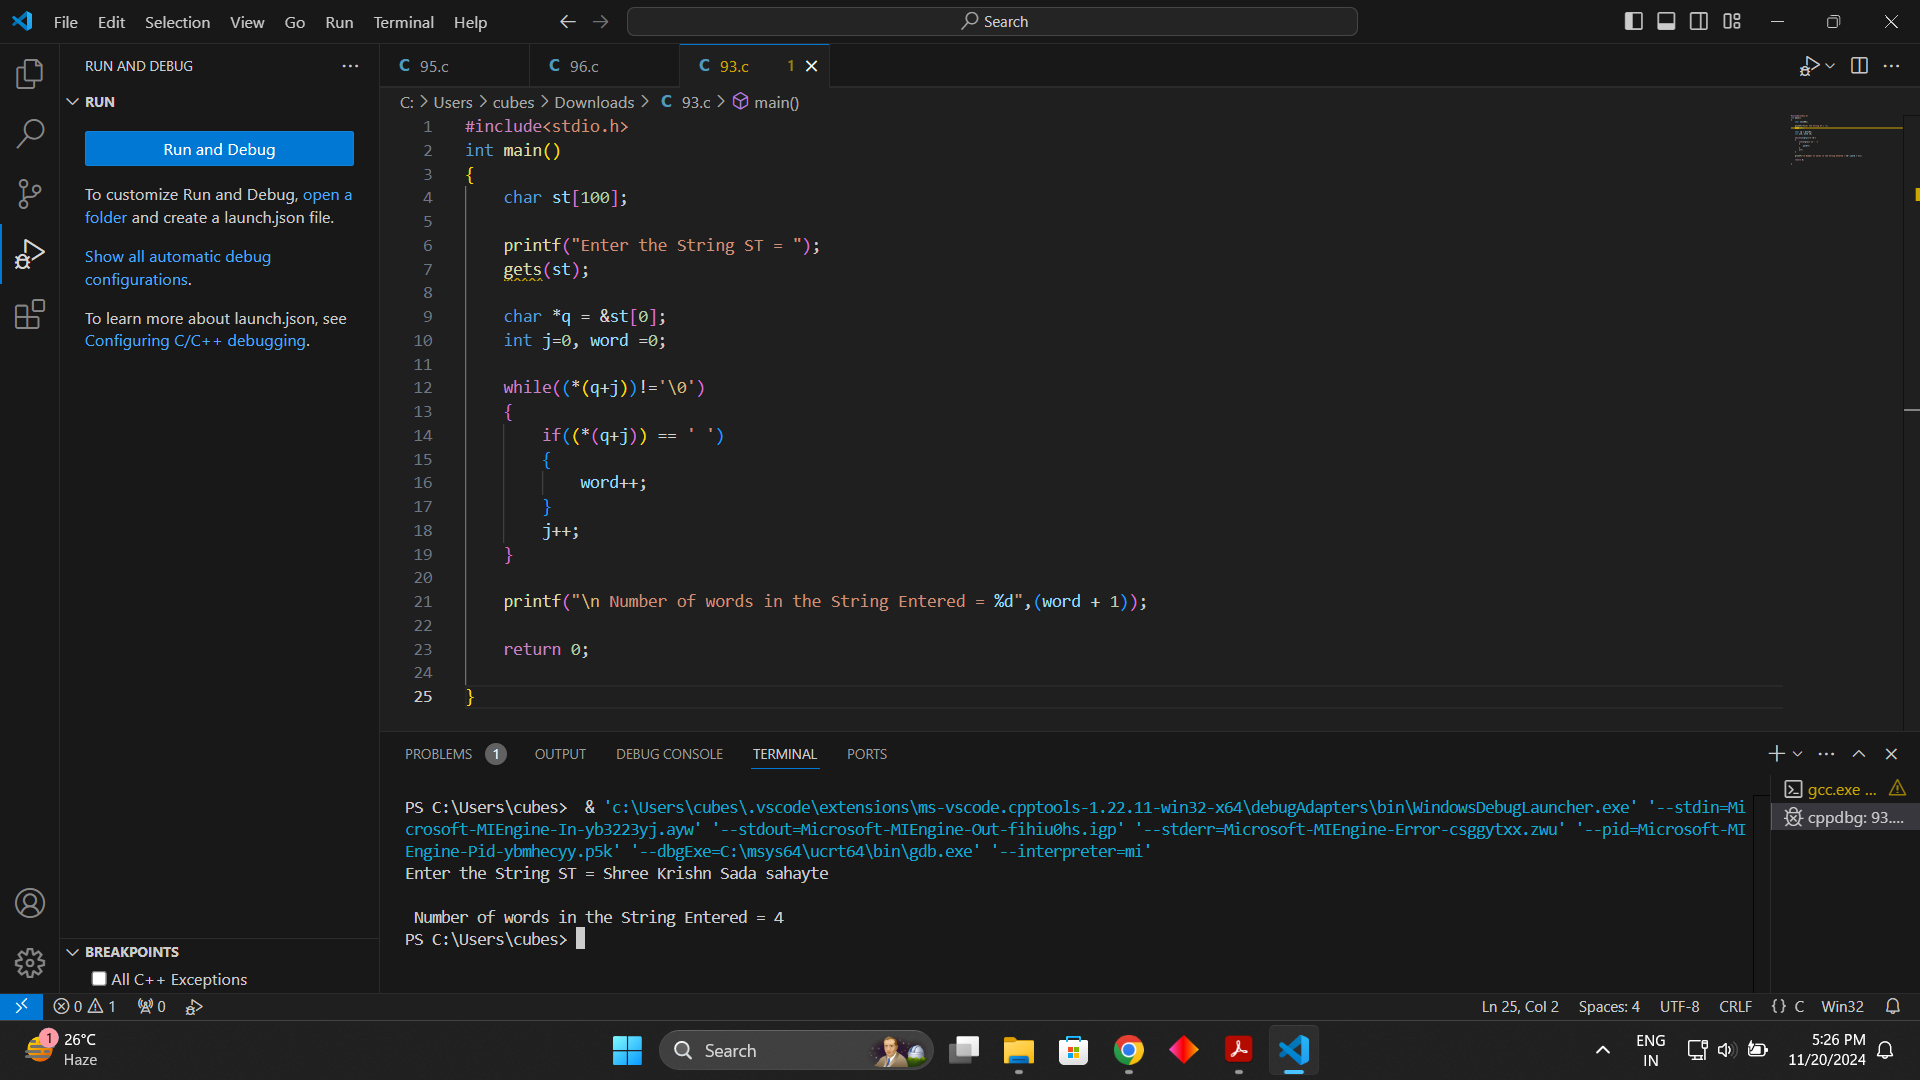 File Edit Selection View Go Run Terminal Help
Search
RUN AND DEBUG
RUN
Run and Debug
To customize Run and Debug, open a
folder and create a launch.json file.
Show all automatic debug
configurations.
To learn more about launch.json, see
Configuring C/C++ debugging.
BREAKPOINTS
All C++ Exceptions
C 95.c
C 96.c
C 93.c 1
C: > Users > cubes > Downloads > C 93.c > main()
1 #include<stdio.h>
2 int main()
3 {
4 char st[100];
5
6 printf("Enter the String ST = ");
7 gets(st);
8
9 char *q = &st[0];
10 int j=0, word =0;
11
12 while((*(q+j))!='\0')
13 {
14 if((*(q+j)) == ' ')
15 {
16 word++;
17 }
18 j++;
19 }
20
21 printf("\n Number of words in the String Entered = %d",(word + 1));
22
23 return 0;
24
25 }
PROBLEMS 1 OUTPUT DEBUG CONSOLE TERMINAL PORTS
PS C:\Users\cubes>  & 'c:\Users\cubes\.vscode\extensions\ms-vscode.cpptools-1.22.11-win32-x64\debugAdapters\bin\WindowsDebugLauncher.exe' '--stdin=Mi
crosoft-MIEngine-In-yb3223yj.ayw' '--stdout=Microsoft-MIEngine-Out-fihiu0hs.igp' '--stderr=Microsoft-MIEngine-Error-csggytxx.zwu' '--pid=Microsoft-MI
Engine-Pid-ybmhecyy.p5k' '--dbgExe=C:\msys64\ucrt64\bin\gdb.exe' '--interpreter=mi'
Enter the String ST = Shree Krishn Sada sahayte
Number of words in the String Entered = 4
PS C:\Users\cubes>
gcc.exe ...
cppdbg: 93....
0 1 0
Ln 25, Col 2 Spaces: 4 UTF-8 CRLF {} C Win32
1
26°C
Haze
Search
ENG
IN
5:26 PM
11/20/2024